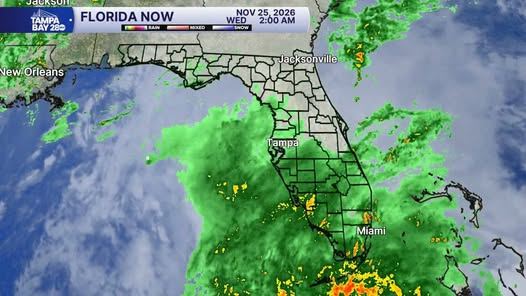 Jackson
abc
TAMPA
BAY 28
FLORIDA NOW
NOV 25, 2026
WED 2:00 AM
RAIN MIXED SNOW
New Orleans
Jacksonville
Tampa
Miami